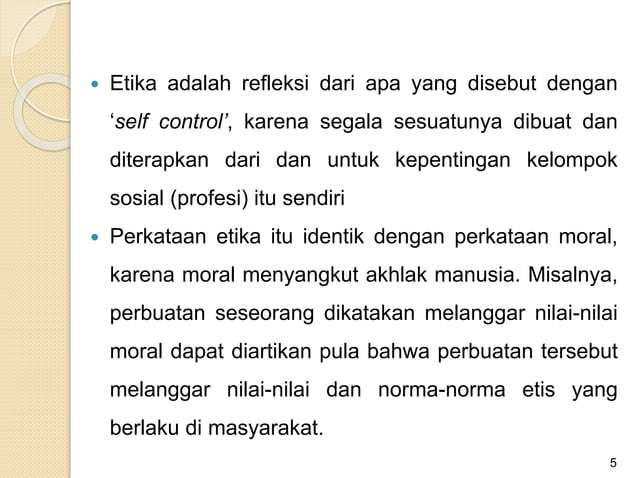 • Etika adalah refleksi dari apa yang disebut dengan
‘self control’, karena segala sesuatunya dibuat dan
diterapkan dari dan untuk kepentingan kelompok
sosial (profesi) itu sendiri
• Perkataan etika itu identik dengan perkataan moral,
karena moral menyangkut akhlak manusia. Misalnya,
perbuatan seseorang dikatakan melanggar nilai-nilai
moral dapat diartikan pula bahwa perbuatan tersebut
melanggar nilai-nilai dan norma-norma etis yang
berlaku di masyarakat.
5